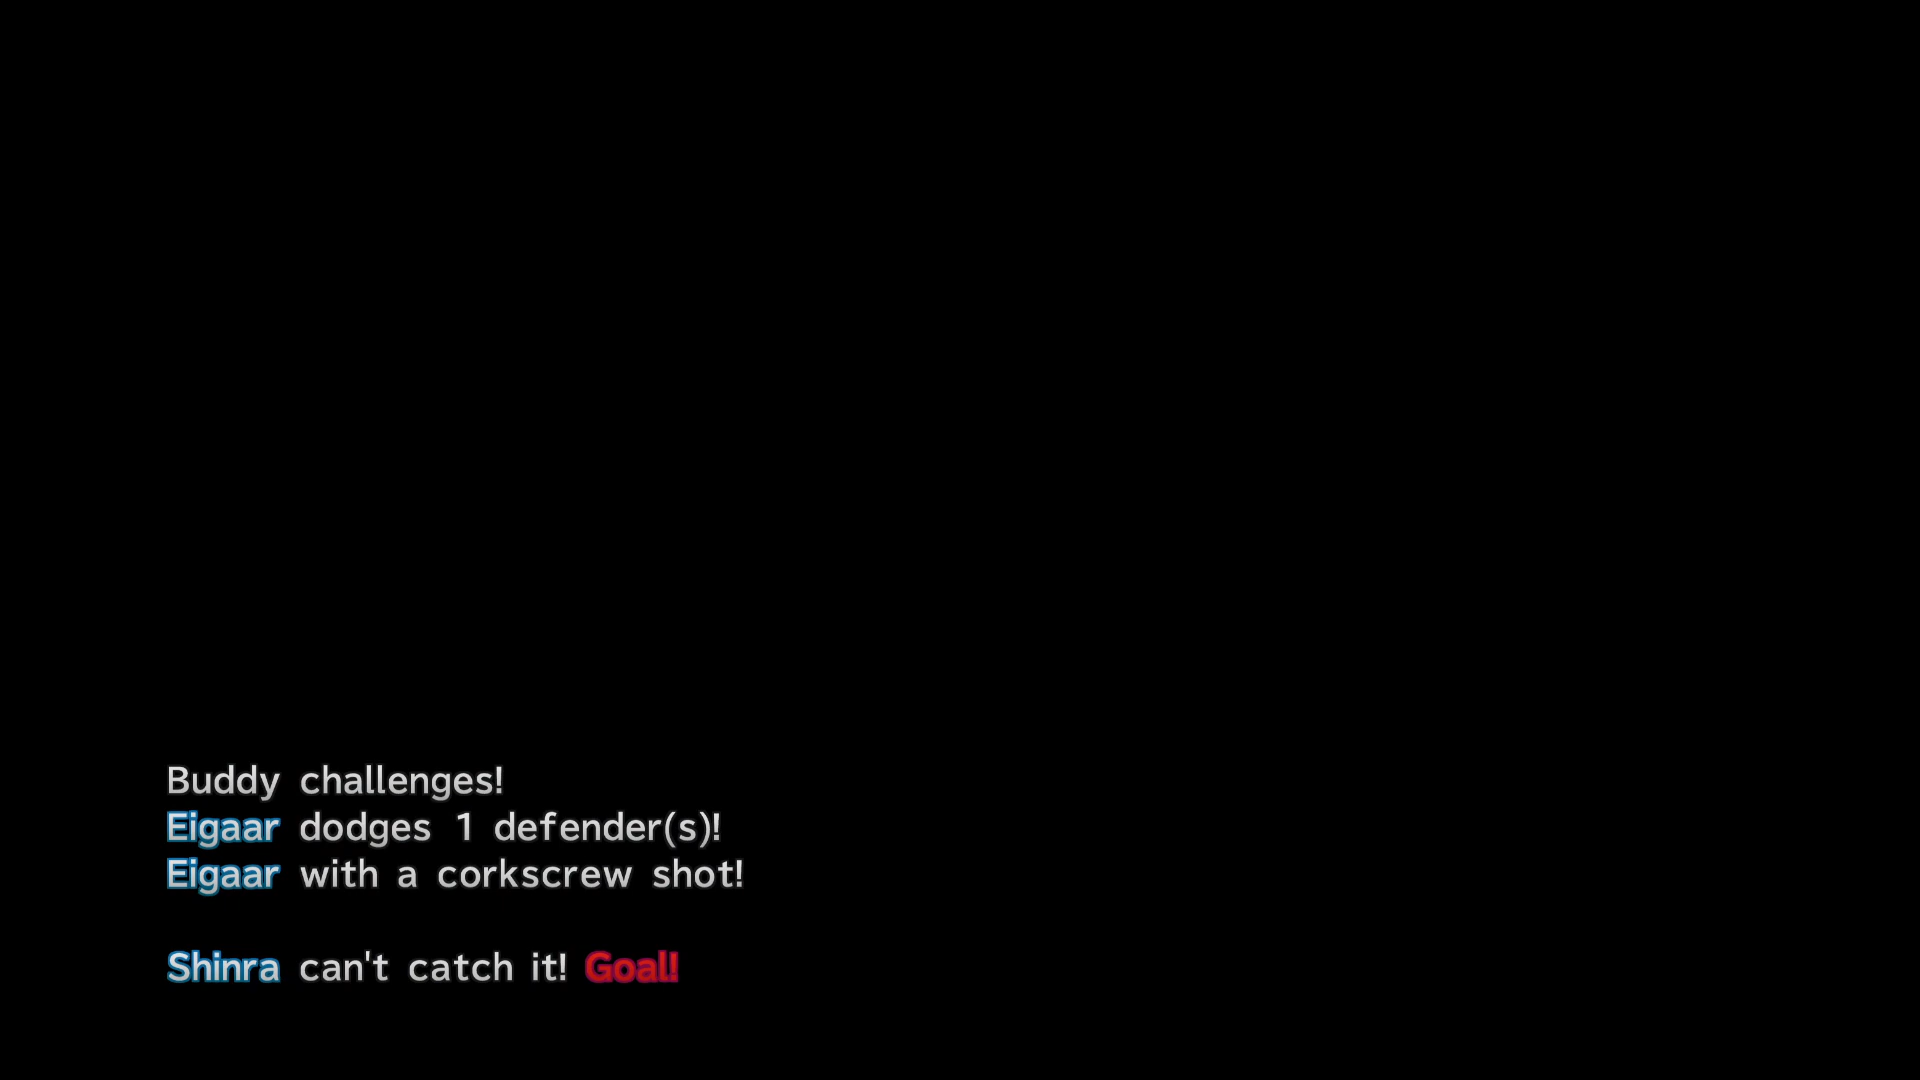 Buddy challenges!
Eigaar dodges 1 defender(s)!
Eigaar with a corkscrew shot!
Shinra can't catch it! Goal!